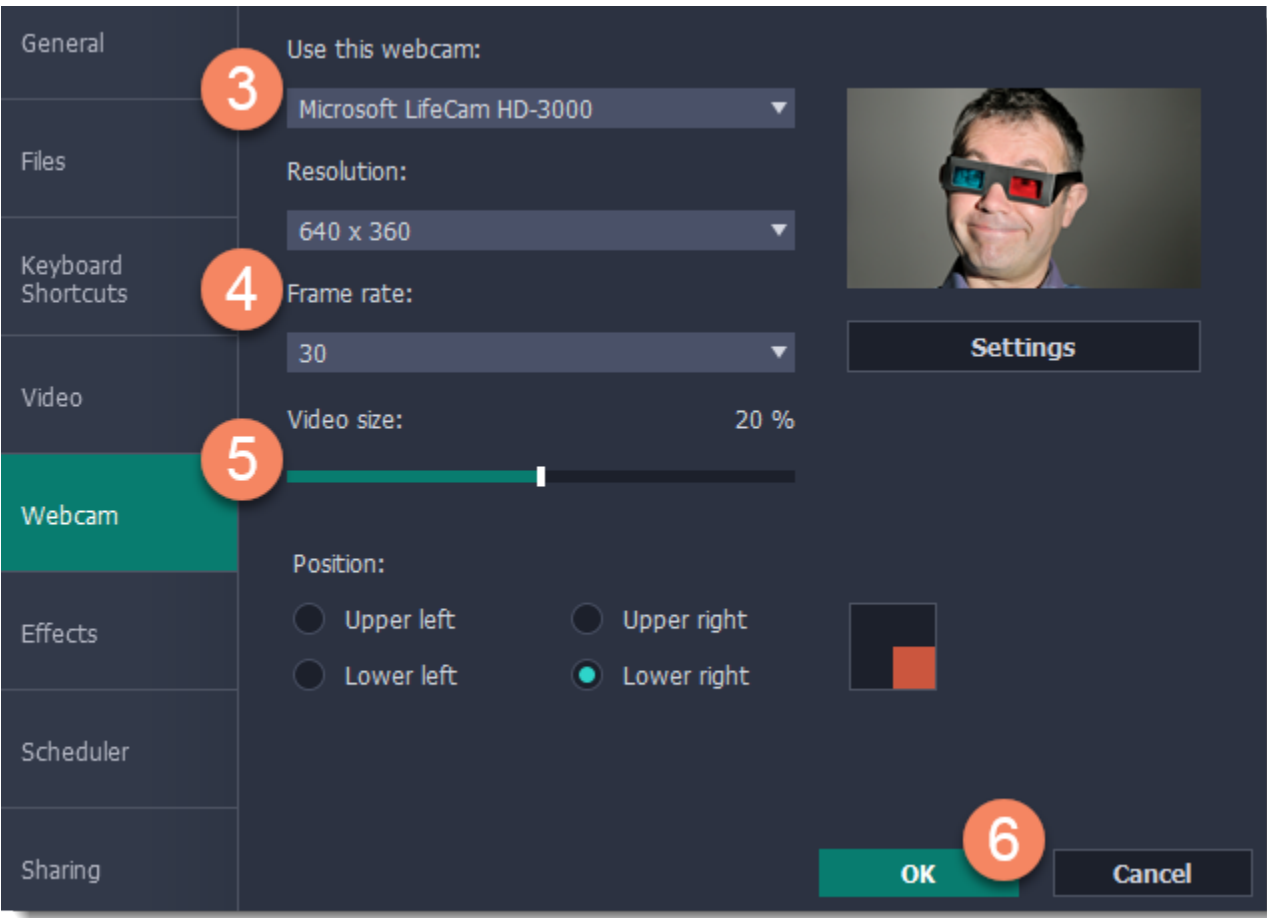 General
Files
Keyboard
Shortcuts
Video
Webcam
Effects
Scheduler
Sharing
3
Use this webcam:
Microsoft LifeCam HD-3000
Resolution:
640 x 360
4
Frame rate:
30
Video size:
20 %
5
Settings
Position:
Upper left
Upper right
Lower left
Lower right
6
OK
Cancel